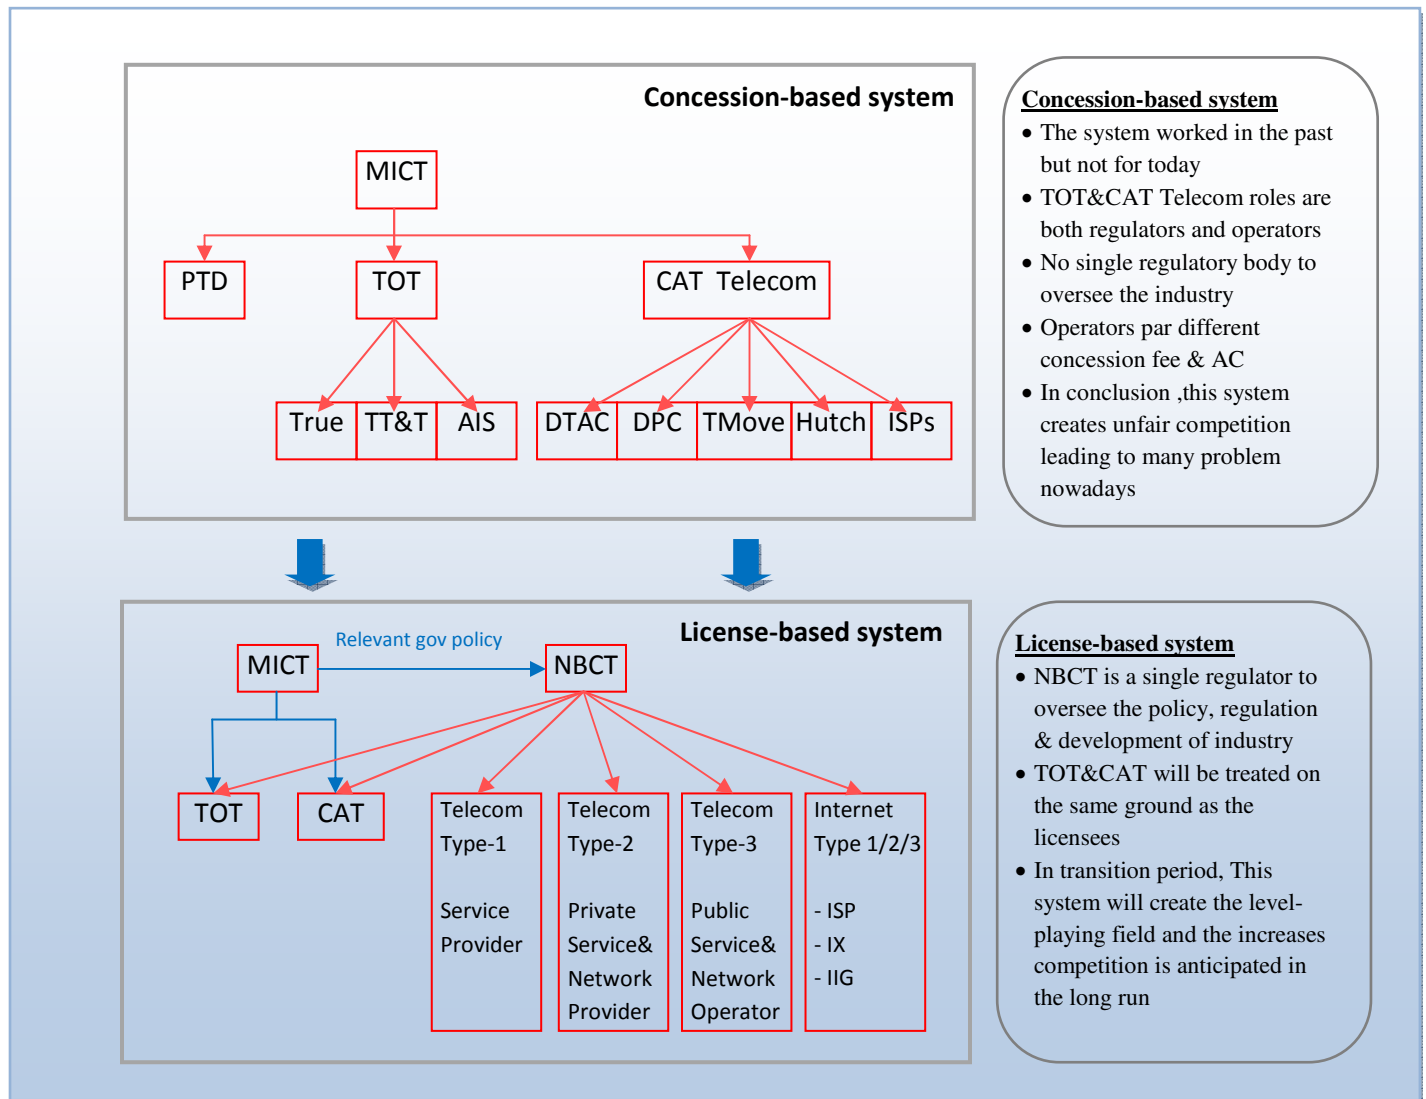 Concession-based system
MICT
PTD
TOT
CAT Telecom
True
TT&T
AIS
DTAC
DPC
TMove
Hutch
ISPs
Concession-based system
• The system worked in the past
but not for today
• TOT&CAT Telecom roles are
both regulators and operators
• No single regulatory body to
oversee the industry
• Operators par different
concession fee & AC
• In conclusion ,this system
creates unfair competition
leading to many problem
nowadays
License-based system
Relevant gov policy
MICT
NBCT
TOT
CAT
Telecom
Type-1
Service
Provider
Telecom
Type-2
Private
Service&
Network
Provider
Telecom
Type-3
Public
Service&
Network
Operator
Internet
Type 1/2/3
- ISP
- IX
- IIG
License-based system
• NBCT is a single regulator to
oversee the policy, regulation
& development of industry
• TOT&CAT will be treated on
the same ground as the
licensees
• In transition period, This
system will create the level-
playing field and the increases
competition is anticipated in
the long run